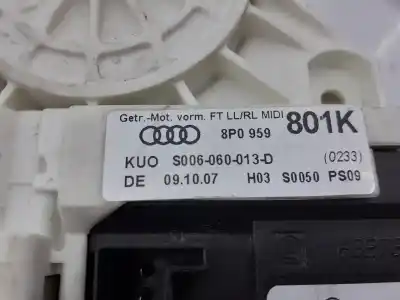 Getr.-Mot. vorm. FT LL/RL MIDI
8P0 959 801K
KUO S006-060-013-D (0233)
DE 09.10.07 H03 S0050 PS09